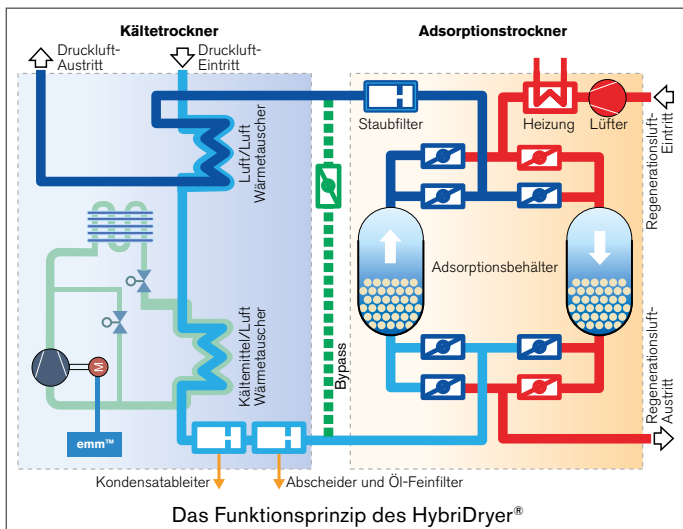 Kältetrockner
Adsorptionstrockner
Druckluft-
Austritt
Druckluft-
Eintritt
Luft/Luft
Wärmetauscher
Staubfilter
Heizung
Lüfter
Regenerationsluft-
Eintritt
Adsorptionsbehälter
Kältemittel/Luft
Wärmetauscher
Bypass
M
emm™
Regenerationsluft-
Austritt
Kondensatableiter
Abscheider und Öl-Feinfilter
Das Funktionsprinzip des HybriDryer®